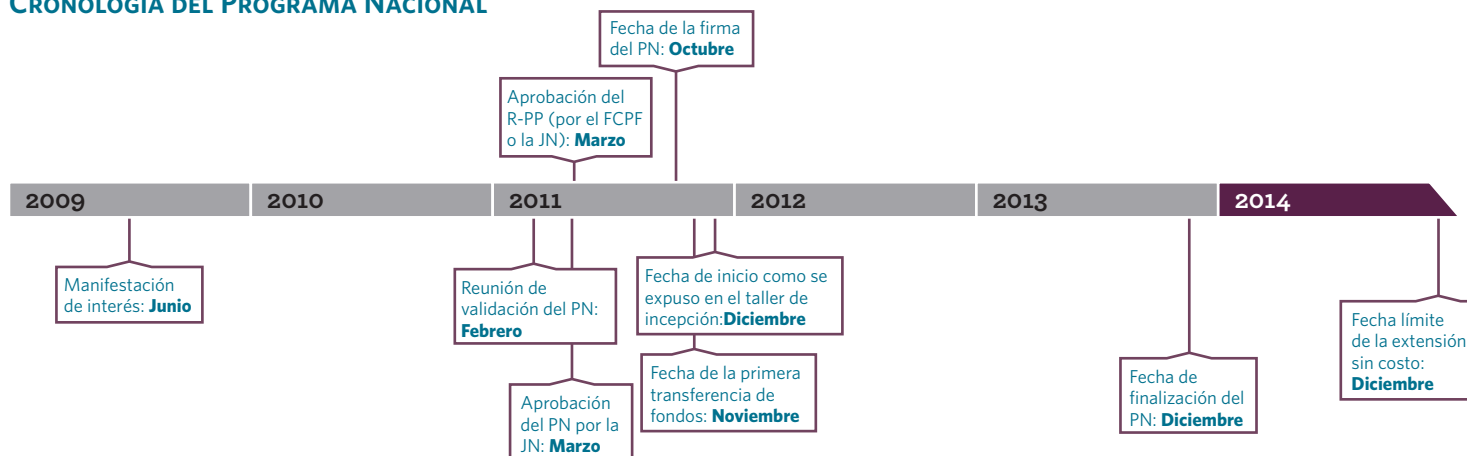 CRONOLOGÍA DEL PROGRAMA NACIONAL
Fecha de la firma
del PN: Octubre
Aprobación del
R-PP (por el FCPF
o la JN): Marzo
2009
2010
2011
2012
2013
2014
Manifestación
de interés: Junio
Reunión de
validación del PN:
Febrero
Aprobación
del PN por la
JN: Marzo
Fecha de inicio como se
expuso en el taller de
incepción:Diciembre
Fecha de la primera
transferencia de
fondos: Noviembre
Fecha de
finalización del
PN: Diciembre
Fecha límite
de la extensión
sin costo:
Diciembre